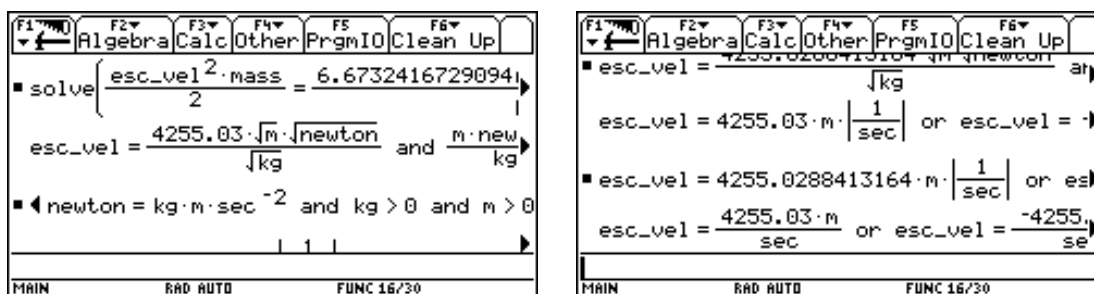 F1 F2 F3 F4 F5 F6
Algebra Calc Other PrgmIO Clean Up
solve( esc_vel² · mass / 2 = 6.6732416729094
esc_vel = 4255.03 · √m · √newton / √kg and m · new / kg
newton = kg · m · sec⁻² and kg > 0 and m > 0
| 1 |
MAIN RAD AUTO FUNC 16/30
F1 F2 F3 F4 F5 F6
Algebra Calc Other PrgmIO Clean Up
esc_vel = 4255.0288413164 · √m · √newton / √kg
esc_vel = 4255.03 · m · |1 / sec| or esc_vel = -
esc_vel = 4255.0288413164 · m · |1 / sec| or es
esc_vel = 4255.03 · m / sec or esc_vel = -4255. / se
MAIN RAD AUTO FUNC 16/30